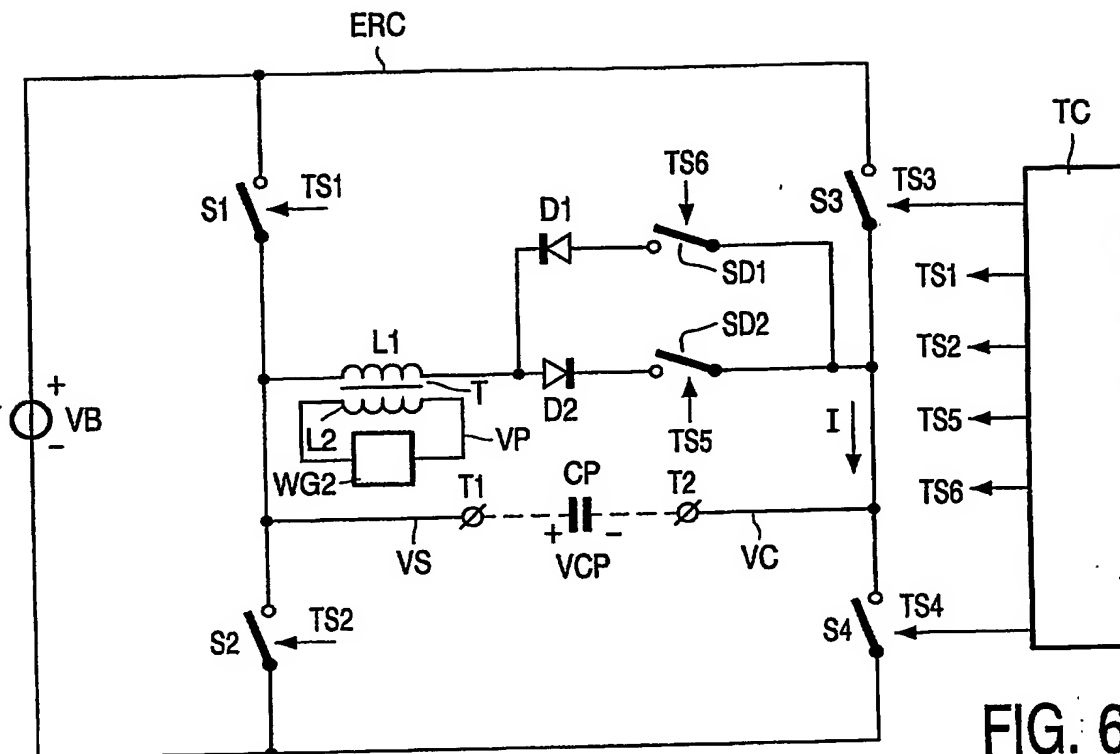 ERC
TC
TS6
TS3
S3
TS1
S1
D1
SD1
TS1
SD2
TS2
L1
T
D2
TS5
+
VB
-
L2
VP
TS5
I
WG2
T1
CP
T2
TS6
+
-
VS
VCP
VC
TS4
S4
TS2
S2
FIG. 6